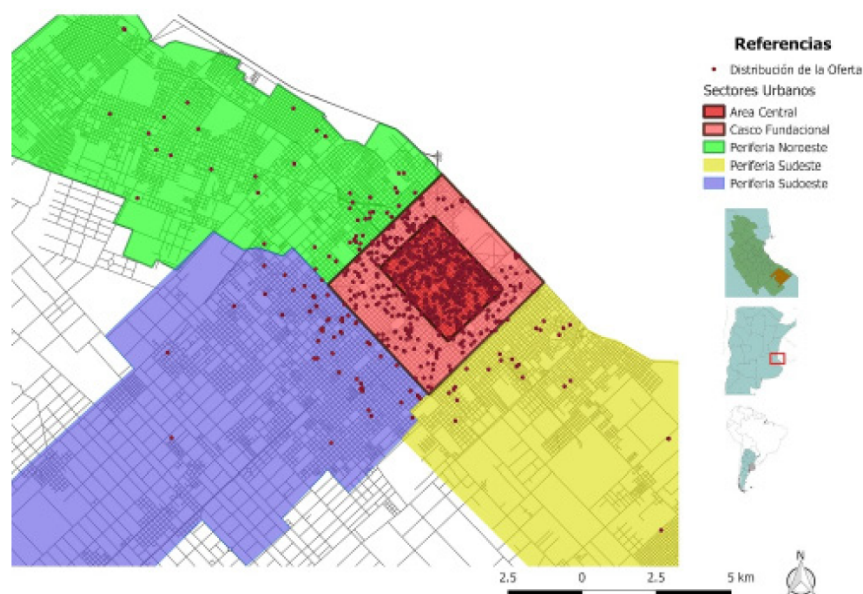 Referencias
Distribución de la Oferta
Sectores Urbanos
Area Central
Casco Fundacional
Periferia Noroeste
Periferia Sudeste
Periferia Sudoeste
N
2.5 0 2.5 5 km